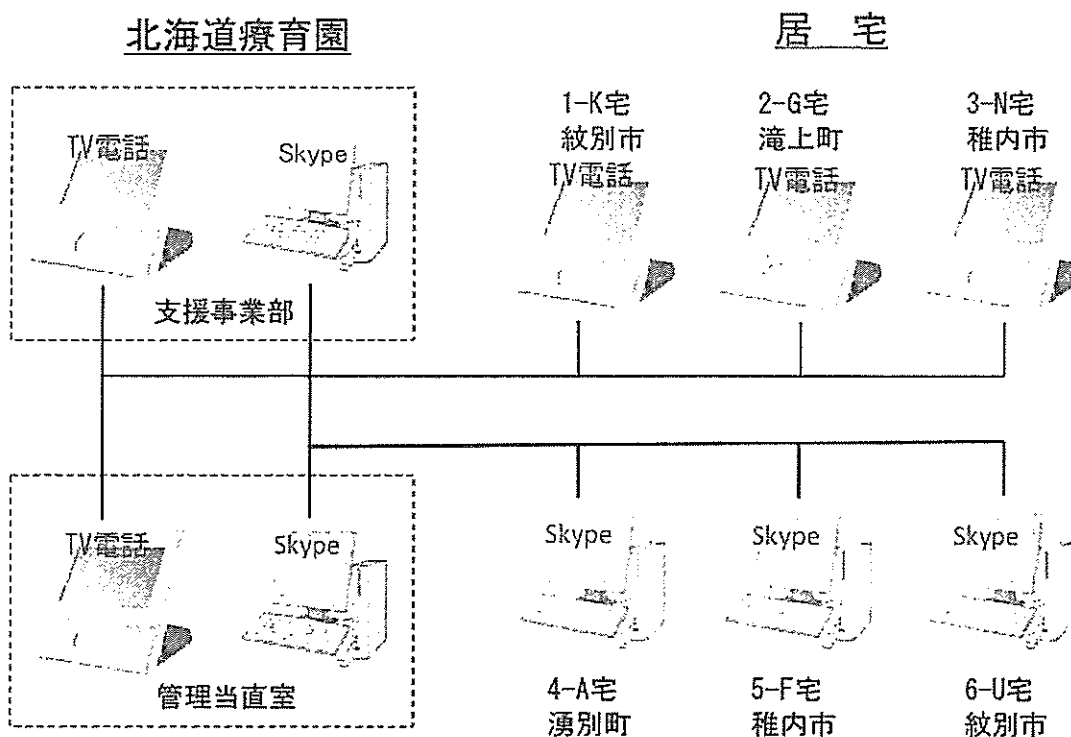 北海道療育園
居 宅
TV電話
Skype
支援事業部
1-K宅
紋別市
TV電話
2-G宅
滝上町
TV電話
3-N宅
稚内市
TV電話
TV電話
Skype
管理当直室
Skype
4-A宅
湧別町
Skype
5-F宅
稚内市
Skype
6-U宅
紋別市